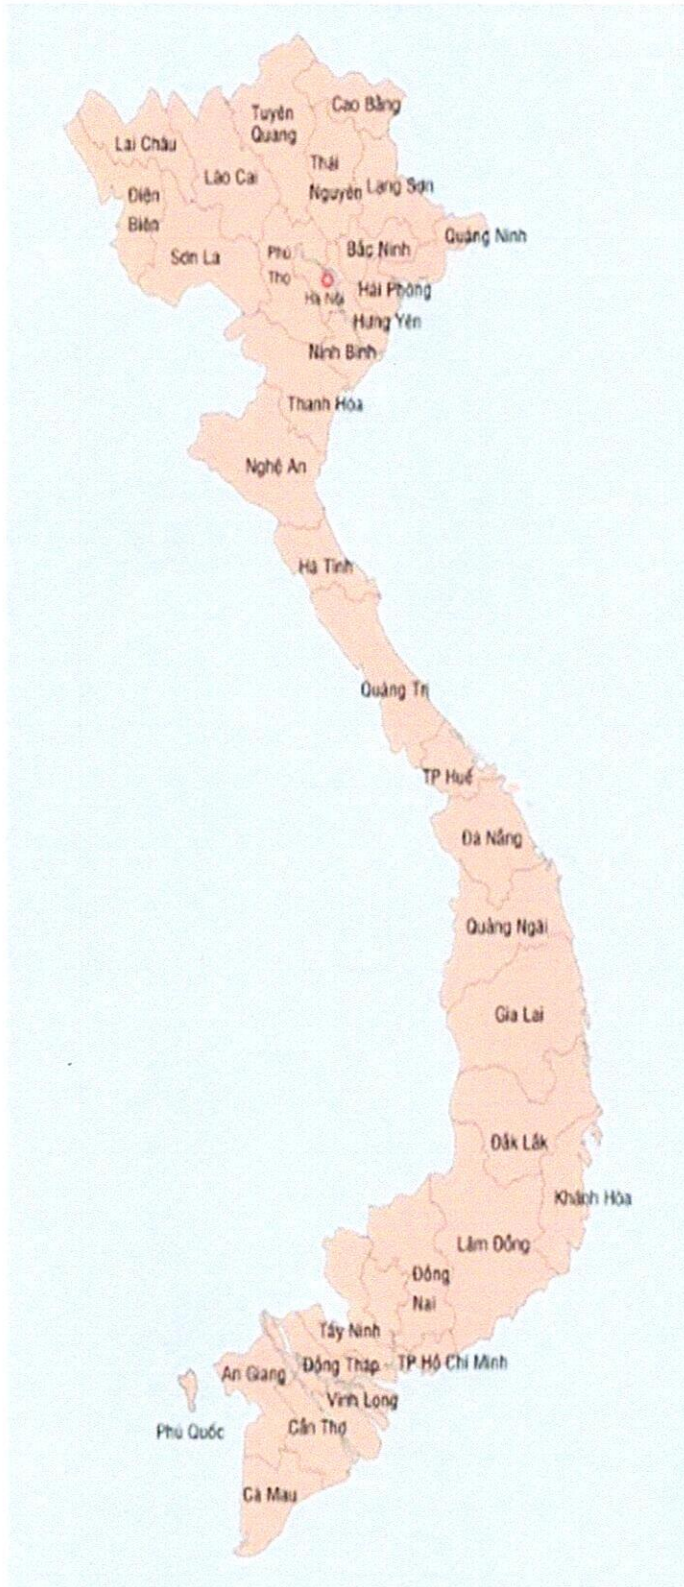 Cao Bằng
Tuyên
Quang
Lai Châu
Thái
Nguyên
Lào Cai
Lạng Sơn
Điện
Biên
Quảng Ninh
Sơn La
Phú
Thọ
Bắc Ninh
Hà Nội
Hải Phòng
Hưng Yên
Ninh Bình
Thanh Hóa
Nghệ An
Hà Tĩnh
Quảng Trị
TP Huế
Đà Nẵng
Quảng Ngãi
Gia Lai
Đắk Lắk
Khánh Hòa
Lâm Đồng
Đồng
Nai
Tây Ninh
Đồng Tháp
TP Hồ Chí Minh
An Giang
Vĩnh Long
Phú Quốc
Cần Thơ
Cà Mau